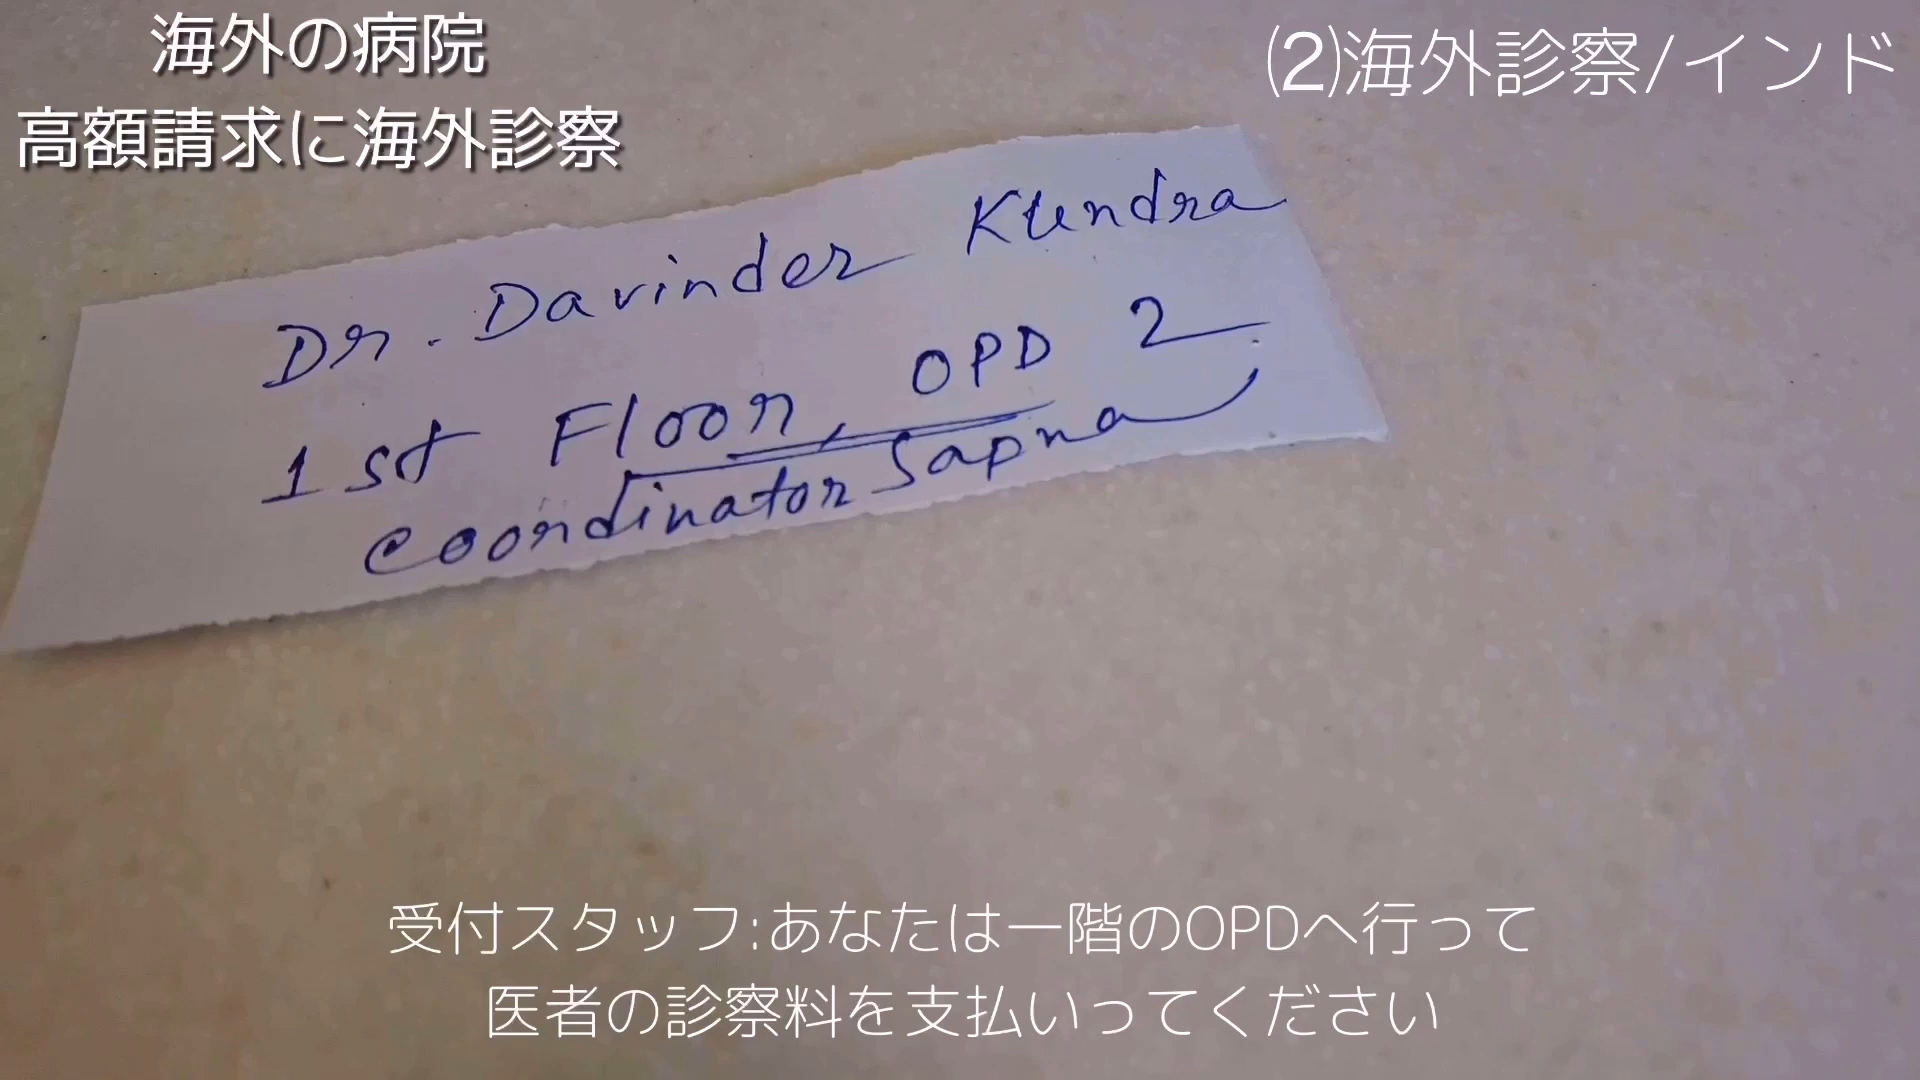 海外の病院
高額請求に海外診察
⑵海外診察/インド
Dr. Davinder Kundra
1st Floor, OPD 2
Coordinator Sapna
受付スタッフ:あなたは一階のOPDへ行って
医者の診察料を支払いってください